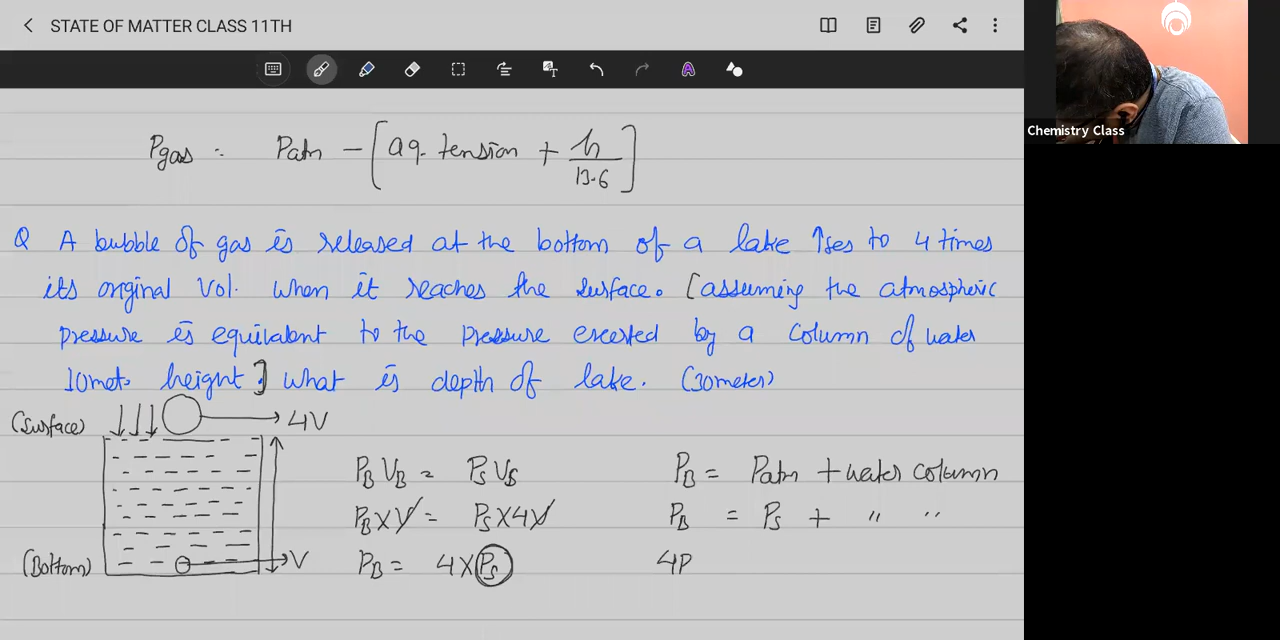 STATE OF MATTER CLASS 11TH
Chemistry Class
Pgas = Patm - [aq. tension + h/13.6]
Q A bubble of gas is released at the bottom of a lake ↑ses to 4 times
its original Vol. when it reaches the surface. [assuming the atmospheric
pressure is equivalent to the pressure exerted by a column of water
10met. height.] what is depth of lake. (30meter)
(Surface) 4V
PB VB = Ps Vs
PB = Patm + water column
PB X V = Ps X 4V
PB = Ps + " "
(Bottom) V
PB = 4 X Ps
4P